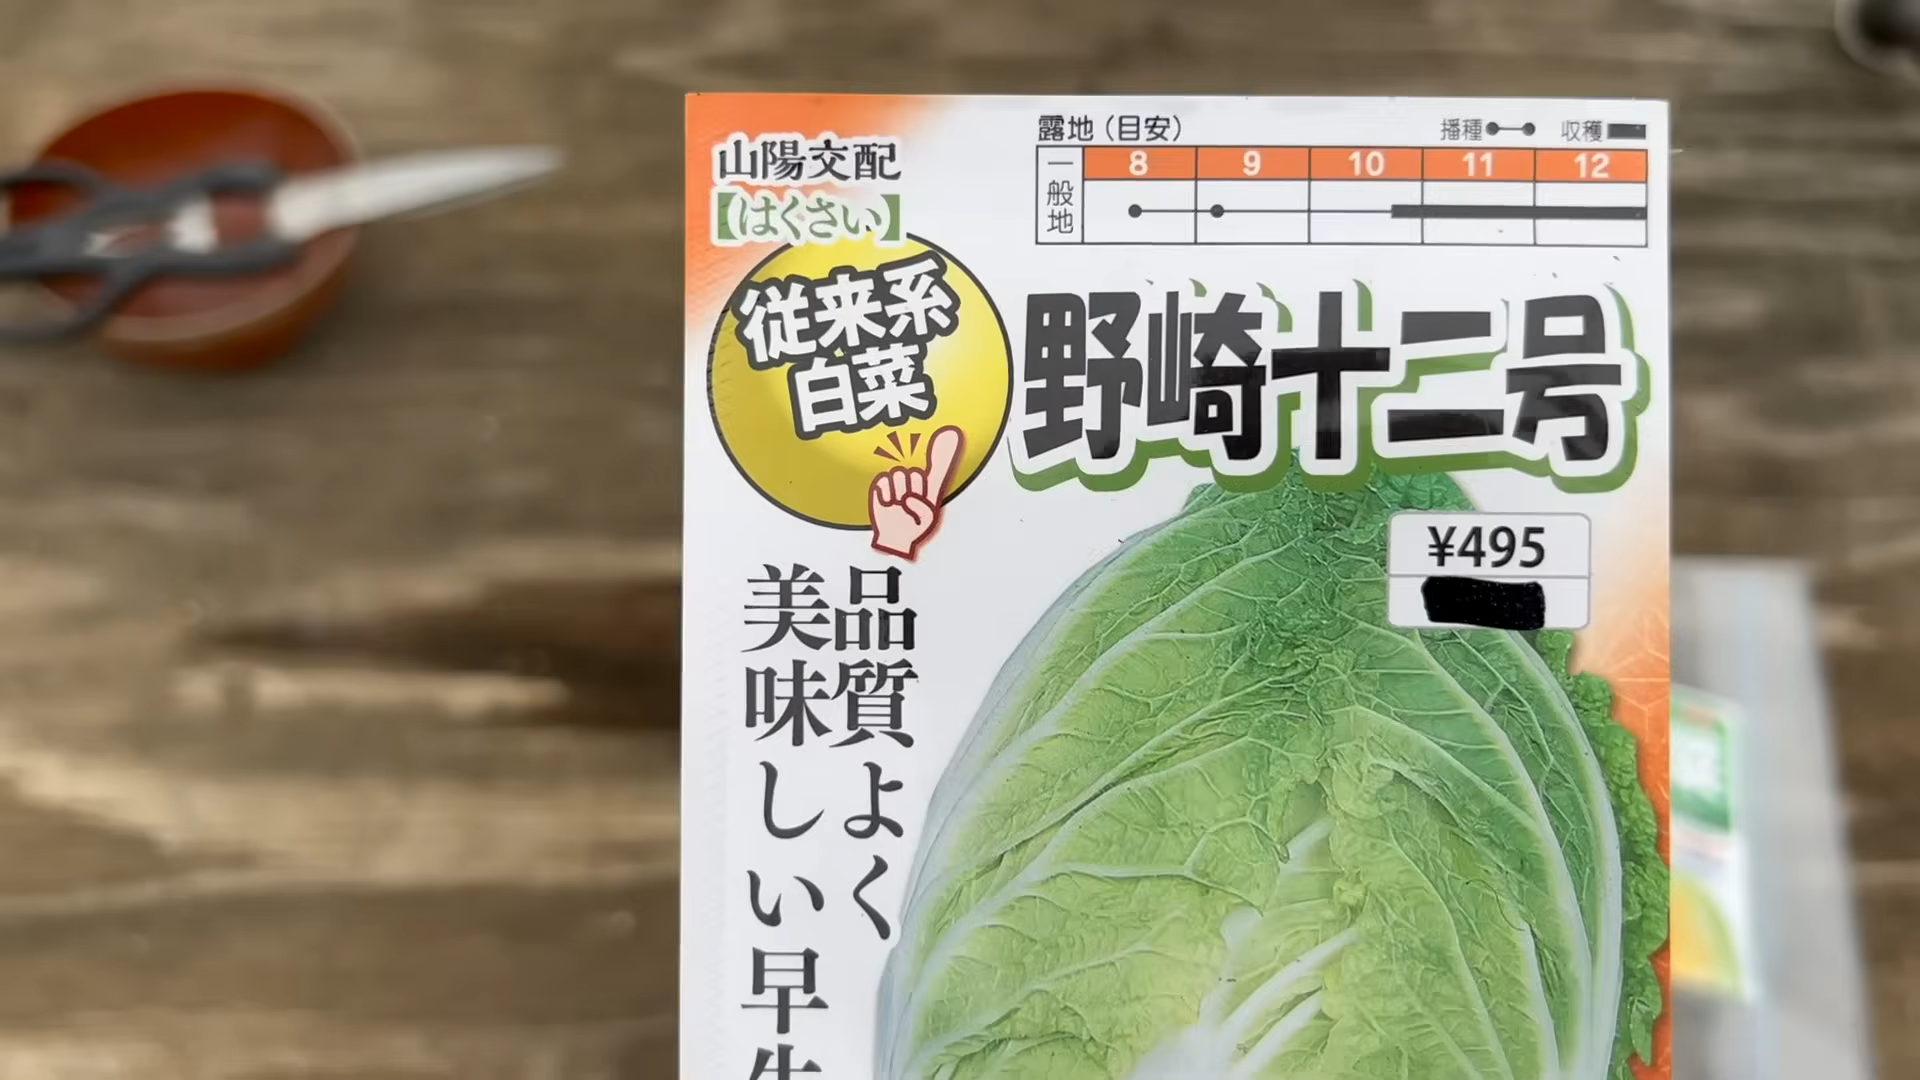 山陽交配
【はくさい】
露地（目安）
播種 収穫
一般地
8 9 10 11 12
従来系
白菜
野崎十二号
¥495
品質よく
美味しい早